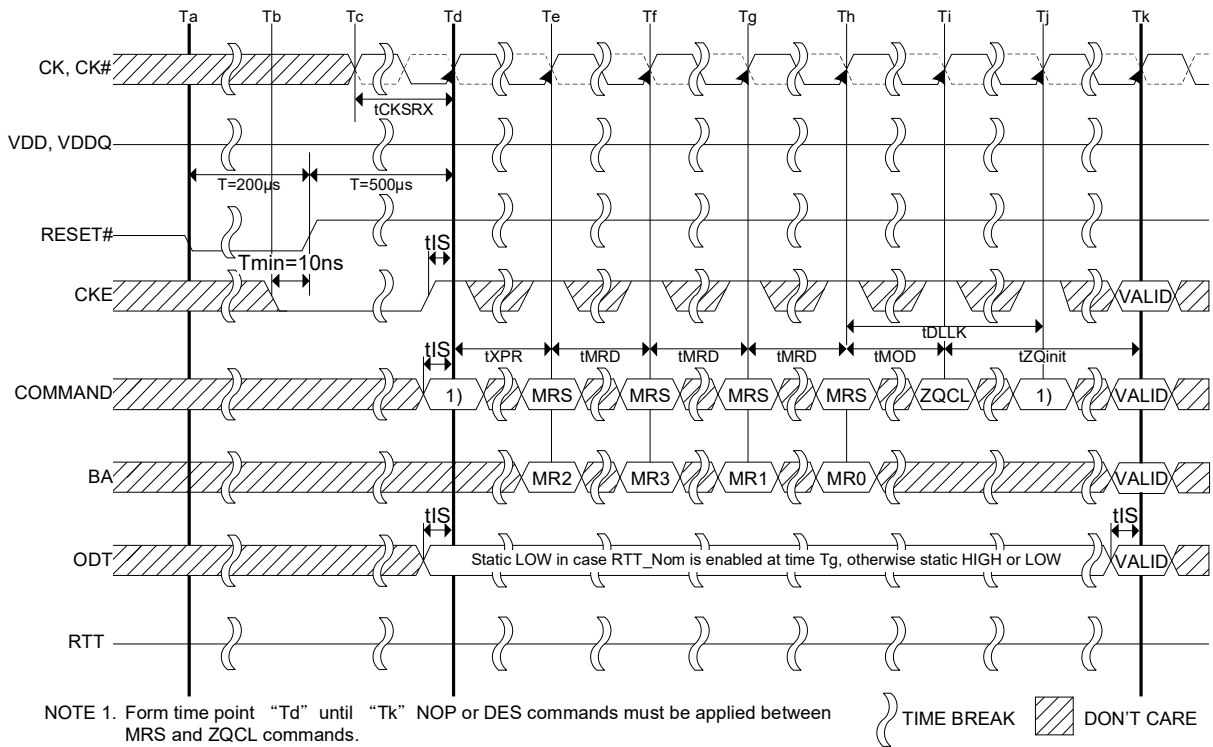 Ta Tb Tc Td Te Tf Tg Th Ti Tj Tk
CK, CK#
tCKSRX
VDD, VDDQ
T=200μs T=500μs
RESET#
tIS
Tmin=10ns
CKE VALID
tDLLK
tIS tXPR tMRD tMRD tMRD tMOD tZQinit
COMMAND 1) MRS MRS MRS MRS ZQCL 1) VALID
BA MR2 MR3 MR1 MR0 VALID
tIS tIS
ODT Static LOW in case RTT_Nom is enabled at time Tg, otherwise static HIGH or LOW VALID
RTT
NOTE 1. Form time point “Td” until “Tk” NOP or DES commands must be applied between
MRS and ZQCL commands.
TIME BREAK DON'T CARE